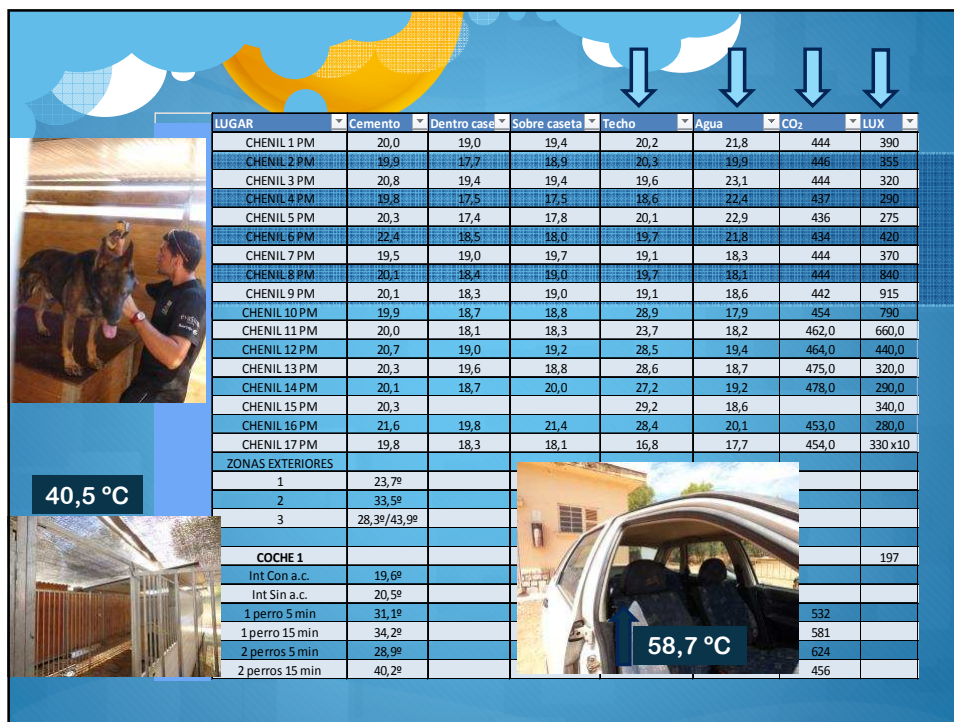 LUGAR Cemento Dentro case Sobre caseta Techo Agua CO₂ LUX
CHENIL 1 PM 20,0 19,0 19,4 20,2 21,8 444 390
CHENIL 2 PM 19,9 17,7 18,9 20,3 19,9 446 355
CHENIL 3 PM 20,8 19,4 19,4 19,6 23,1 444 320
CHENIL 4 PM 19,8 17,5 17,5 18,6 22,4 437 290
CHENIL 5 PM 20,3 17,4 17,8 20,1 22,9 436 275
CHENIL 6 PM 22,4 18,5 18,0 19,7 21,8 434 420
CHENIL 7 PM 19,5 19,0 19,7 19,1 18,3 444 370
CHENIL 8 PM 20,1 18,4 19,0 19,7 18,1 444 840
CHENIL 9 PM 20,1 18,3 19,0 19,1 18,6 442 915
CHENIL 10 PM 19,9 18,7 18,8 28,9 17,9 454 790
CHENIL 11 PM 20,0 18,1 18,3 23,7 18,2 462,0 660,0
CHENIL 12 PM 20,7 19,0 19,2 28,5 19,4 464,0 440,0
CHENIL 13 PM 20,3 19,6 18,8 28,6 18,7 475,0 320,0
CHENIL 14 PM 20,1 18,7 20,0 27,2 19,2 478,0 290,0
CHENIL 15 PM 20,3 29,2 18,6 340,0
CHENIL 16 PM 21,6 19,8 21,4 28,4 20,1 453,0 280,0
CHENIL 17 PM 19,8 18,3 18,1 16,8 17,7 454,0 330 x10
ZONAS EXTERIORES
1 23,7º
2 33,5º
3 28,3º/43,9º
COCHE 1 197
Int Con a.c. 19,6º
Int Sin a.c. 20,5º
1 perro 5 min 31,1º 532
1 perro 15 min 34,2º 581
2 perros 5 min 28,9º 624
2 perros 15 min 40,2º 456
40,5 ºC
58,7 ºC